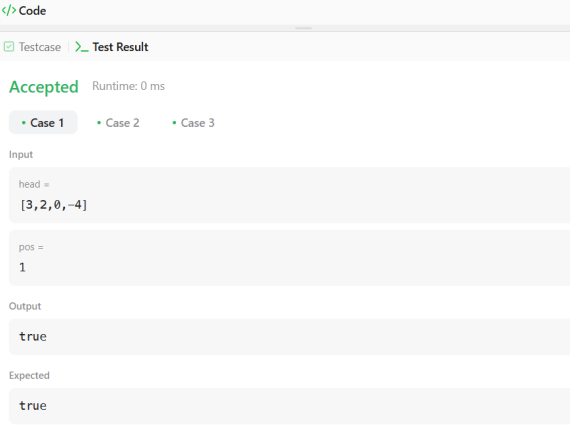 </> Code
Testcase | >_ Test Result
Accepted Runtime: 0 ms
• Case 1 • Case 2 • Case 3
Input
head =
[3,2,0,-4]
pos =
1
Output
true
Expected
true